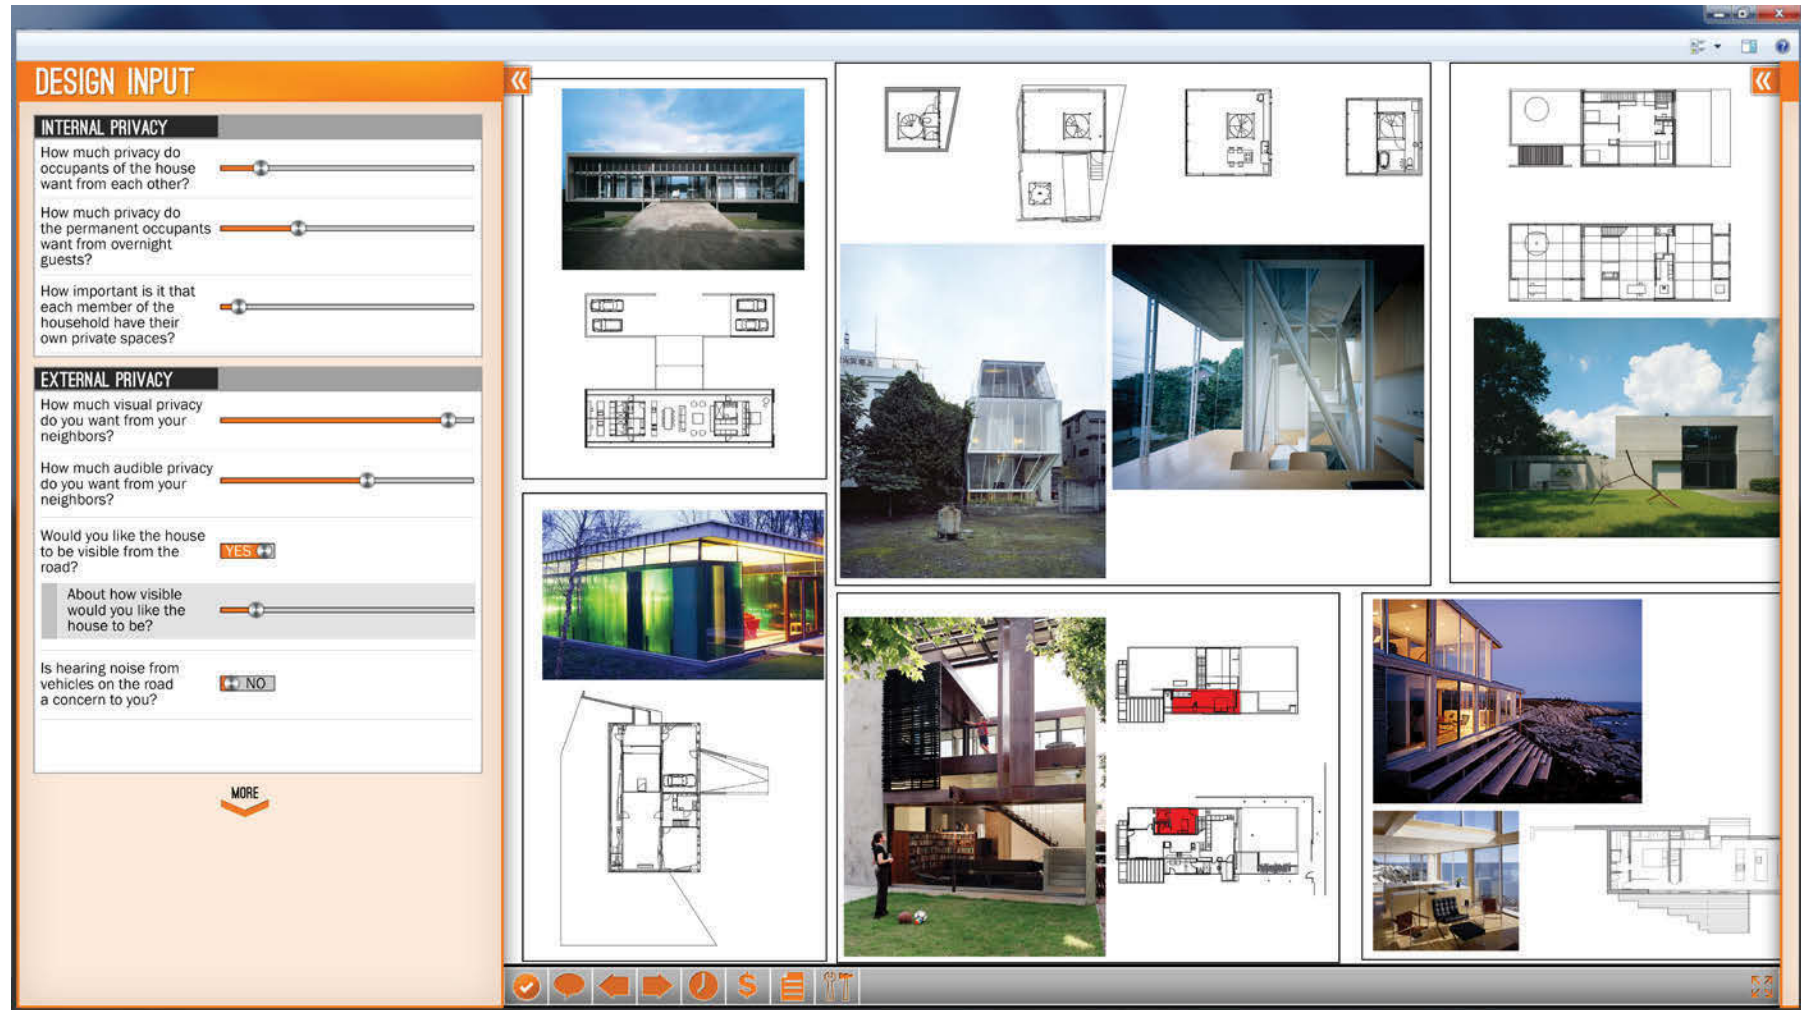 DESIGN INPUT
INTERNAL PRIVACY
How much privacy do
occupants of the house
want from each other?
How much privacy do
the permanent occupants
want from overnight
guests?
How important is it that
each member of the
household have their
own private spaces?
EXTERNAL PRIVACY
How much visual privacy
do you want from your
neighbors?
How much audible privacy
do you want from your
neighbors?
Would you like the house
to be visible from the
road?
YES
About how visible
would you like the
house to be?
Is hearing noise from
vehicles on the road
a concern to you?
NO
MORE
$